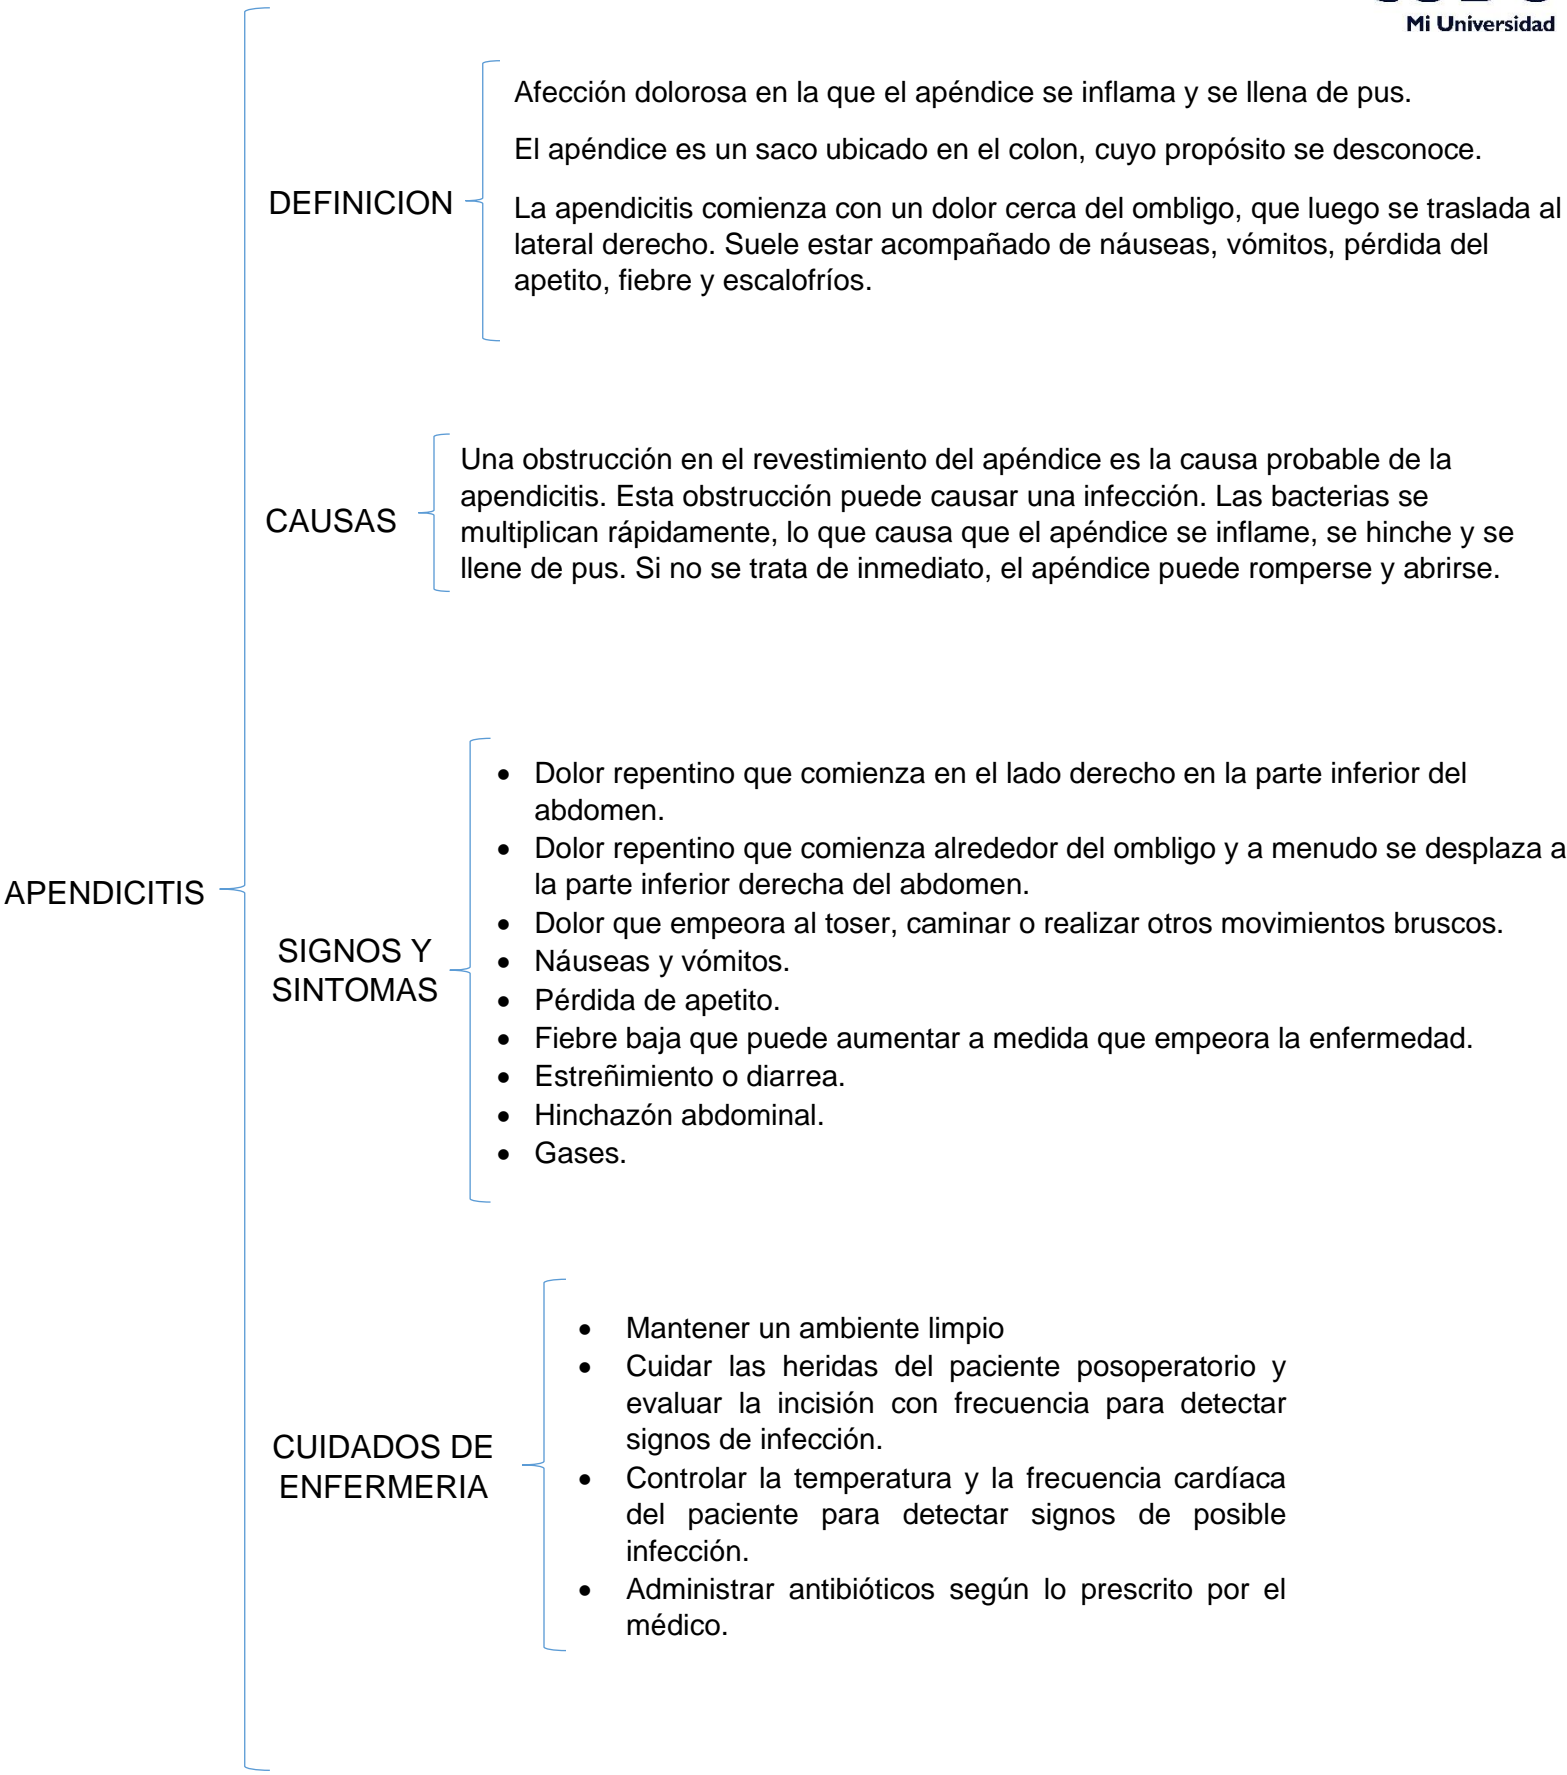 Mi Universidad
Afección dolorosa en la que el apéndice se inflama y se llena de pus.
El apéndice es un saco ubicado en el colon, cuyo propósito se desconoce.
DEFINICION
La apendicitis comienza con un dolor cerca del ombligo, que luego se traslada al
lateral derecho. Suele estar acompañado de náuseas, vómitos, pérdida del
apetito, fiebre y escalofríos.
CAUSAS
Una obstrucción en el revestimiento del apéndice es la causa probable de la
apendicitis. Esta obstrucción puede causar una infección. Las bacterias se
multiplican rápidamente, lo que causa que el apéndice se inflame, se hinche y se
llene de pus. Si no se trata de inmediato, el apéndice puede romperse y abrirse.
APENDICITIS
SIGNOS Y
SINTOMAS
• Dolor repentino que comienza en el lado derecho en la parte inferior del
abdomen.
• Dolor repentino que comienza alrededor del ombligo y a menudo se desplaza a
la parte inferior derecha del abdomen.
• Dolor que empeora al toser, caminar o realizar otros movimientos bruscos.
• Náuseas y vómitos.
• Pérdida de apetito.
• Fiebre baja que puede aumentar a medida que empeora la enfermedad.
• Estreñimiento o diarrea.
• Hinchazón abdominal.
• Gases.
CUIDADOS DE
ENFERMERIA
• Mantener un ambiente limpio
• Cuidar las heridas del paciente posoperatorio y
evaluar la incisión con frecuencia para detectar
signos de infección.
• Controlar la temperatura y la frecuencia cardíaca
del paciente para detectar signos de posible
infección.
• Administrar antibióticos según lo prescrito por el
médico.